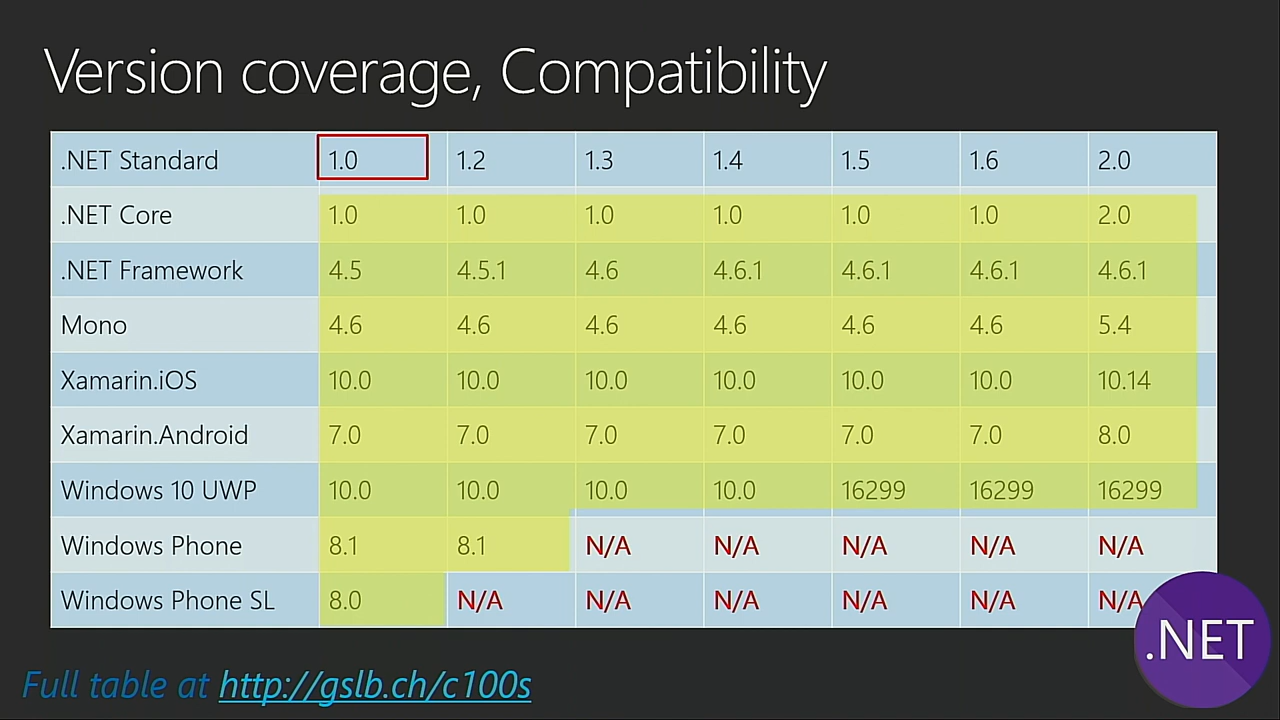 Version coverage, Compatibility
.NET Standard 1.0 1.2 1.3 1.4 1.5 1.6 2.0
.NET Core 1.0 1.0 1.0 1.0 1.0 1.0 2.0
.NET Framework 4.5 4.5.1 4.6 4.6.1 4.6.1 4.6.1 4.6.1
Mono 4.6 4.6 4.6 4.6 4.6 4.6 5.4
Xamarin.iOS 10.0 10.0 10.0 10.0 10.0 10.0 10.14
Xamarin.Android 7.0 7.0 7.0 7.0 7.0 7.0 8.0
Windows 10 UWP 10.0 10.0 10.0 10.0 16299 16299 16299
Windows Phone 8.1 8.1 N/A N/A N/A N/A N/A
Windows Phone SL 8.0 N/A N/A N/A N/A N/A N/A
.NET
Full table at http://gslb.ch/c100s